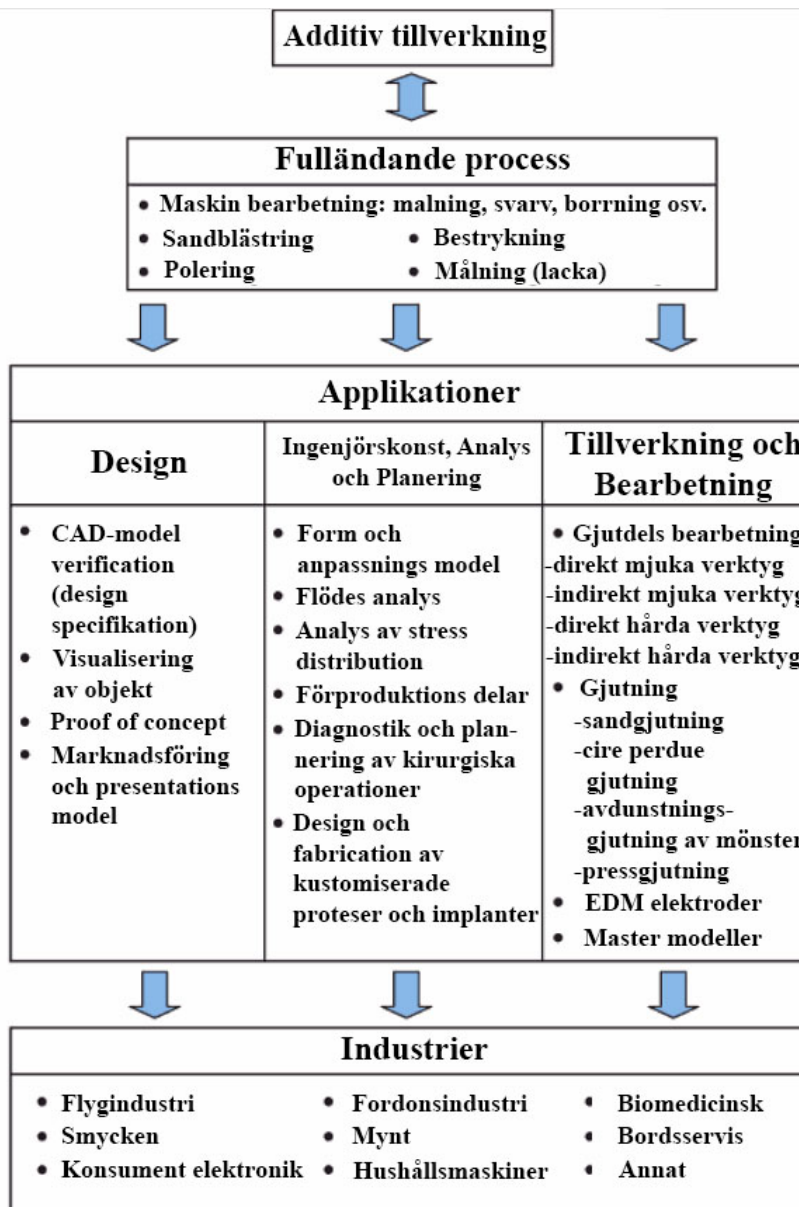 Additiv tillverkning
Fulländande process
• Maskin bearbetning: malning, svarv, borrning osv.
• Sandblästring
• Bestrykning
• Polering
• Målning (lacka)
Applikationer
Design
• CAD-model
verification
(design
specifikation)
• Visualisering
av objekt
• Proof of concept
• Marknadsföring
och presentations
model
Ingenjörskonst, Analys
och Planering
• Form och
anpassnings model
• Flödes analys
• Analys av stress
distribution
• Förproduktions delar
• Diagnostik och plan-
nering av kirurgiska
operationer
• Design och
fabrication av
kustomiserade
proteser och implanter
Tillverkning och
Bearbetning
• Gjutdels bearbetning
-direkt mjuka verktyg
-indirekt mjuka verktyg
-direkt hårda verktyg
-indirekt hårda verktyg
• Gjutning
-sandgjutning
-cire perdue
gjutning
-avdunstnings-
gjutning av mönster
-pressgjutning
• EDM elektroder
• Master modeller
Industrier
• Flygindustri
• Fordonsindustri
• Biomedicinsk
• Smycken
• Mynt
• Bordsservis
• Konsument elektronik
• Hushållsmaskiner
• Annat